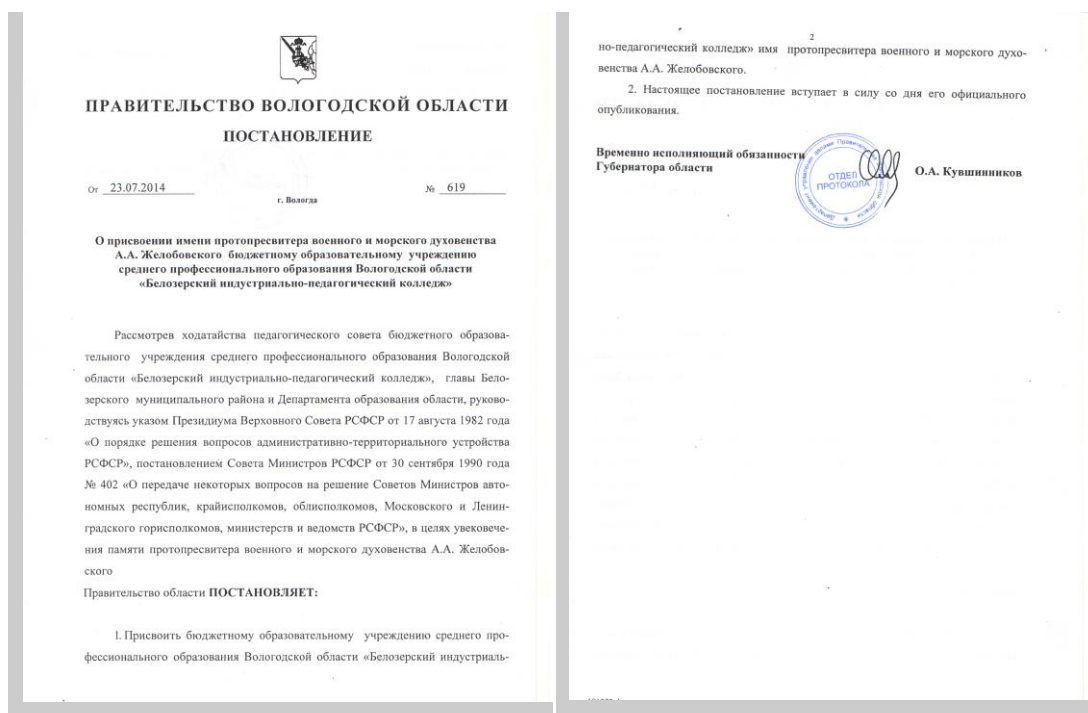 ПРАВИТЕЛЬСТВО ВОЛОГОДСКОЙ ОБЛАСТИ
ПОСТАНОВЛЕНИЕ
От 23.07.2014 № 619
г. Вологда
О присвоении имени протопресвитера военного и морского духовенства
А.А. Желобовского бюджетному образовательному учреждению
среднего профессионального образования Вологодской области
«Белозерский индустриально-педагогический колледж»
Рассмотрев ходатайства педагогического совета бюджетного образова-
тельного учреждения среднего профессионального образования Вологодской
области «Белозерский индустриально-педагогический колледж», главы Бело-
зерского муниципального района и Департамента образования области, руково-
дствуясь указом Президиума Верховного Совета РСФСР от 17 августа 1982 года
«О порядке решения вопросов административно-территориального устройства
РСФСР», постановлением Совета Министров РСФСР от 30 сентября 1990 года
№ 402 «О передаче некоторых вопросов на решение Советов Министров авто-
номных республик, крайисполкомов, облисполкомов, Московского и Ленин-
градского горисполкомов, министерств и ведомств РСФСР», в целях увековече-
ния памяти протопресвитера военного и морского духовенства А.А. Желобов-
ского
Правительство области ПОСТАНОВЛЯЕТ:
1. Присвоить бюджетному образовательному учреждению среднего про-
фессионального образования Вологодской области «Белозерский индустриаль-
2
но-педагогический колледж» имя протопресвитера военного и морского духо-
венства А.А. Желобовского.
2. Настоящее постановление вступает в силу со дня его официального
опубликования.
Временно исполняющий обязанности
Губернатора области
О.А. Кувшинников
ОТДЕЛ
ПРОТОКОЛА